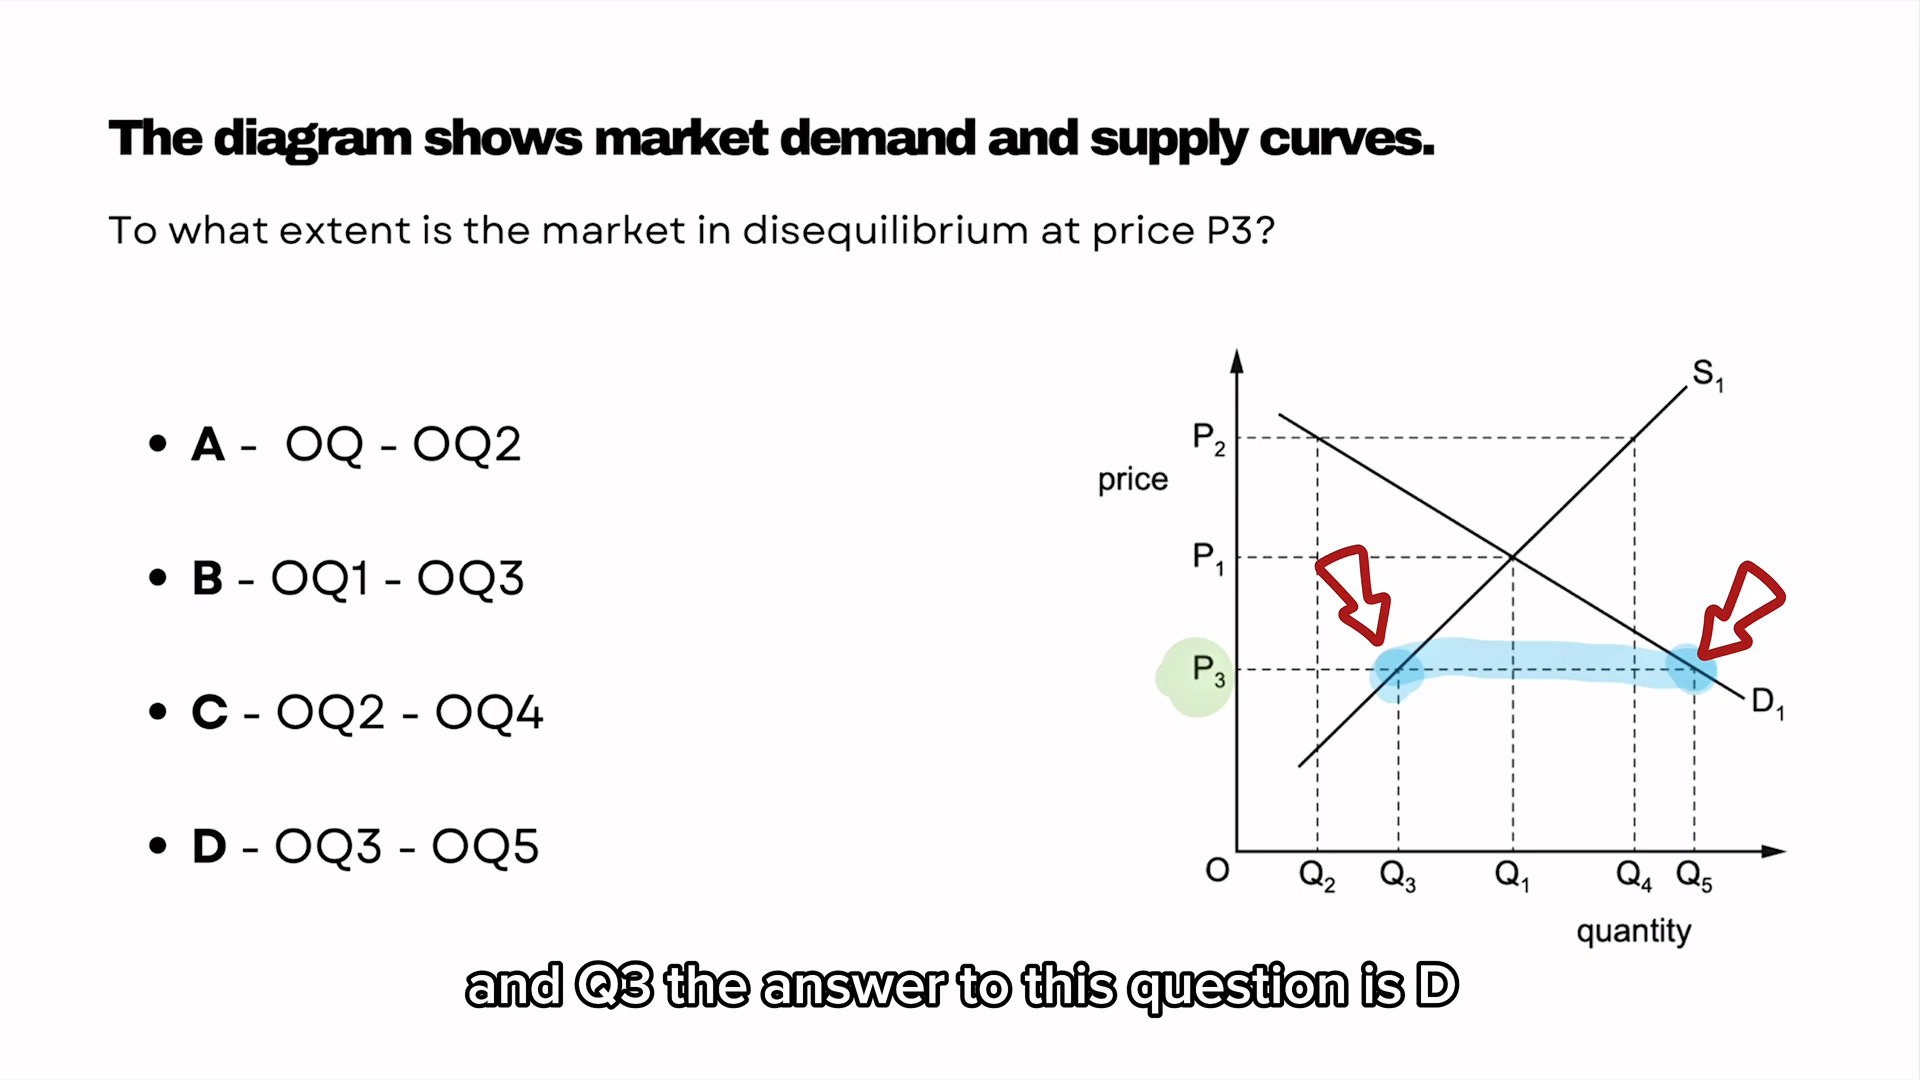 The diagram shows market demand and supply curves.
To what extent is the market in disequilibrium at price P3?
• A - OQ - OQ2
• B - OQ1 - OQ3
• C - OQ2 - OQ4
• D - OQ3 - OQ5
S1
P2
price
P1
P3
D1
O Q2 Q3 Q1 Q4 Q5
quantity
and Q3 the answer to this question is D